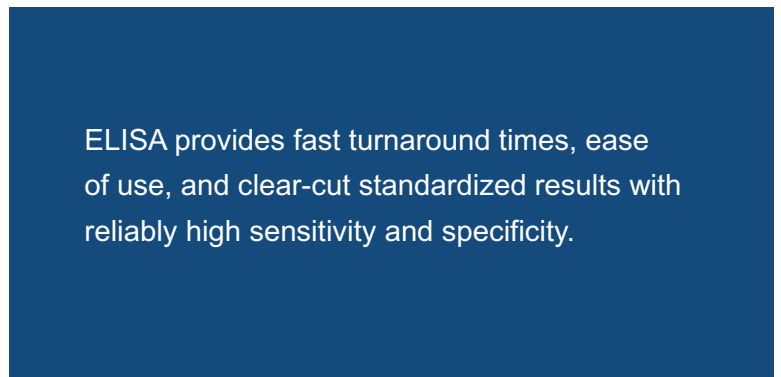 ELISA provides fast turnaround times, ease
of use, and clear-cut standardized results with
reliably high sensitivity and specificity.